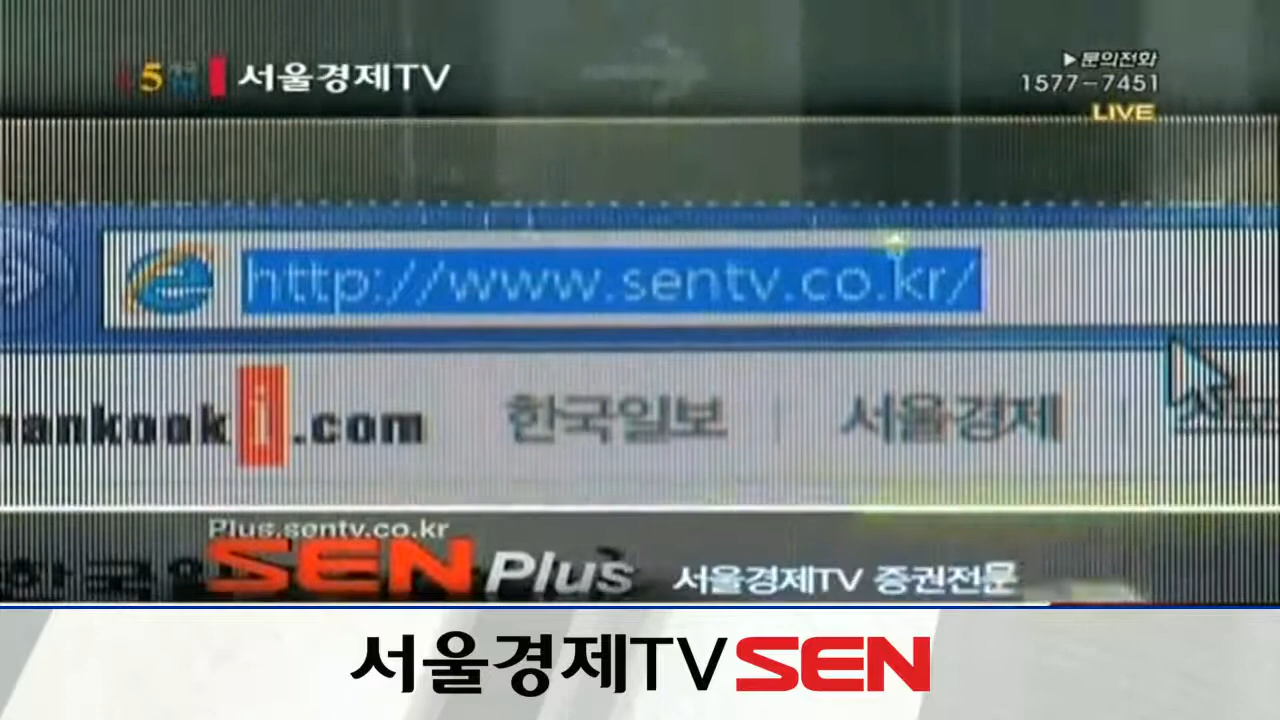 5 서울경제TV
▶문의전화
1577-7451
LIVE
http://www.sentv.co.kr/
hankooki.com 한국일보 | 서울경제
Plus.sentv.co.kr
SEN Plus 서울경제TV 증권전문
서울경제TV SEN